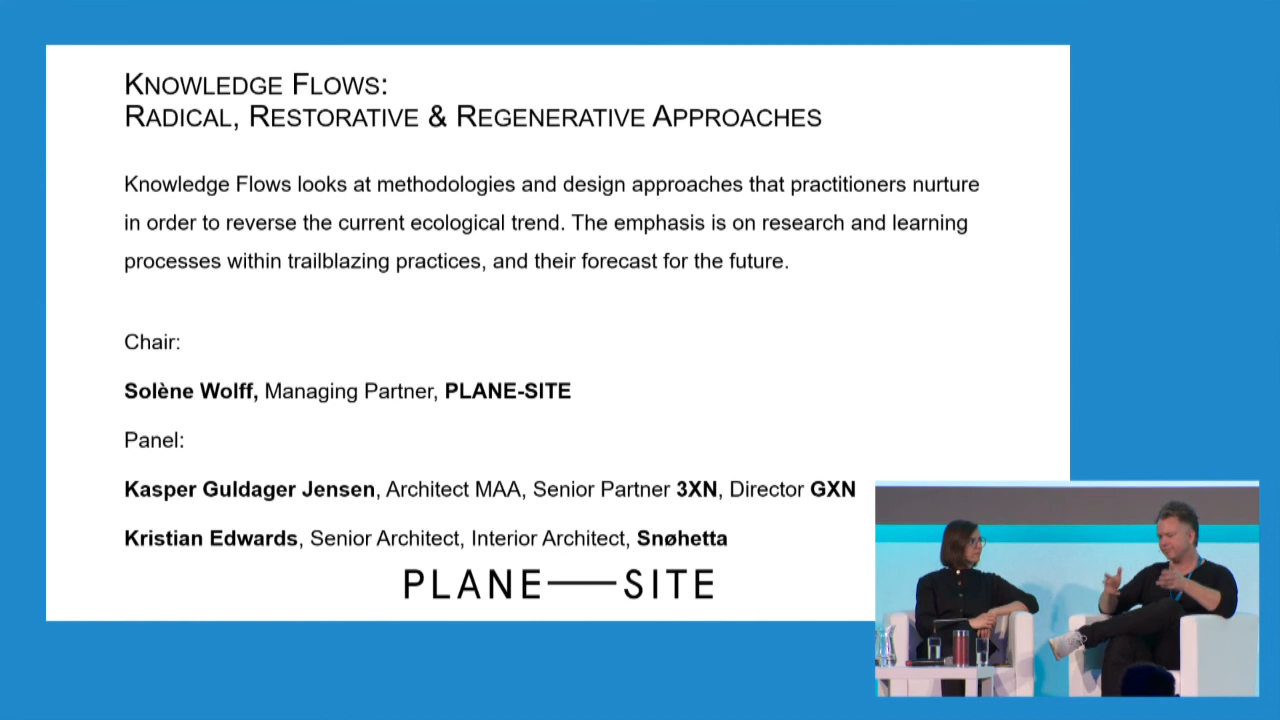 KNOWLEDGE FLOWS:
RADICAL, RESTORATIVE & REGENERATIVE APPROACHES
Knowledge Flows looks at methodologies and design approaches that practitioners nurture
in order to reverse the current ecological trend. The emphasis is on research and learning
processes within trailblazing practices, and their forecast for the future.
Chair:
Solène Wolff, Managing Partner, PLANE-SITE
Panel:
Kasper Guldager Jensen, Architect MAA, Senior Partner 3XN, Director GXN
Kristian Edwards, Senior Architect, Interior Architect, Snøhetta
PLANE—SITE